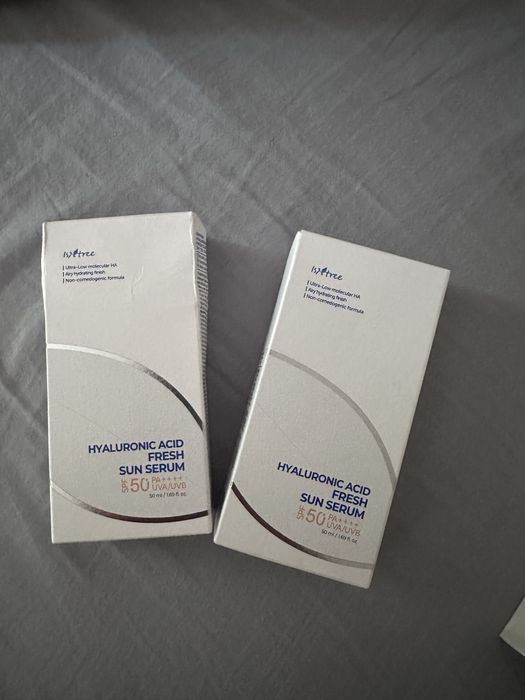 Isntree
Ultra-Low molecular HA
Airy hydrating finish
Non-comedogenic formula
HYALURONIC ACID
FRESH
SUN SERUM
SPF 50+ PA++++
UVA/UVB
50 ml / 1.69 fl. oz.
Isntree
Ultra-Low molecular HA
Airy hydrating finish
Non-comedogenic formula
HYALURONIC ACID
FRESH
SUN SERUM
SPF 50+ PA++++
UVA/UVB
50 ml / 1.69 fl. oz.